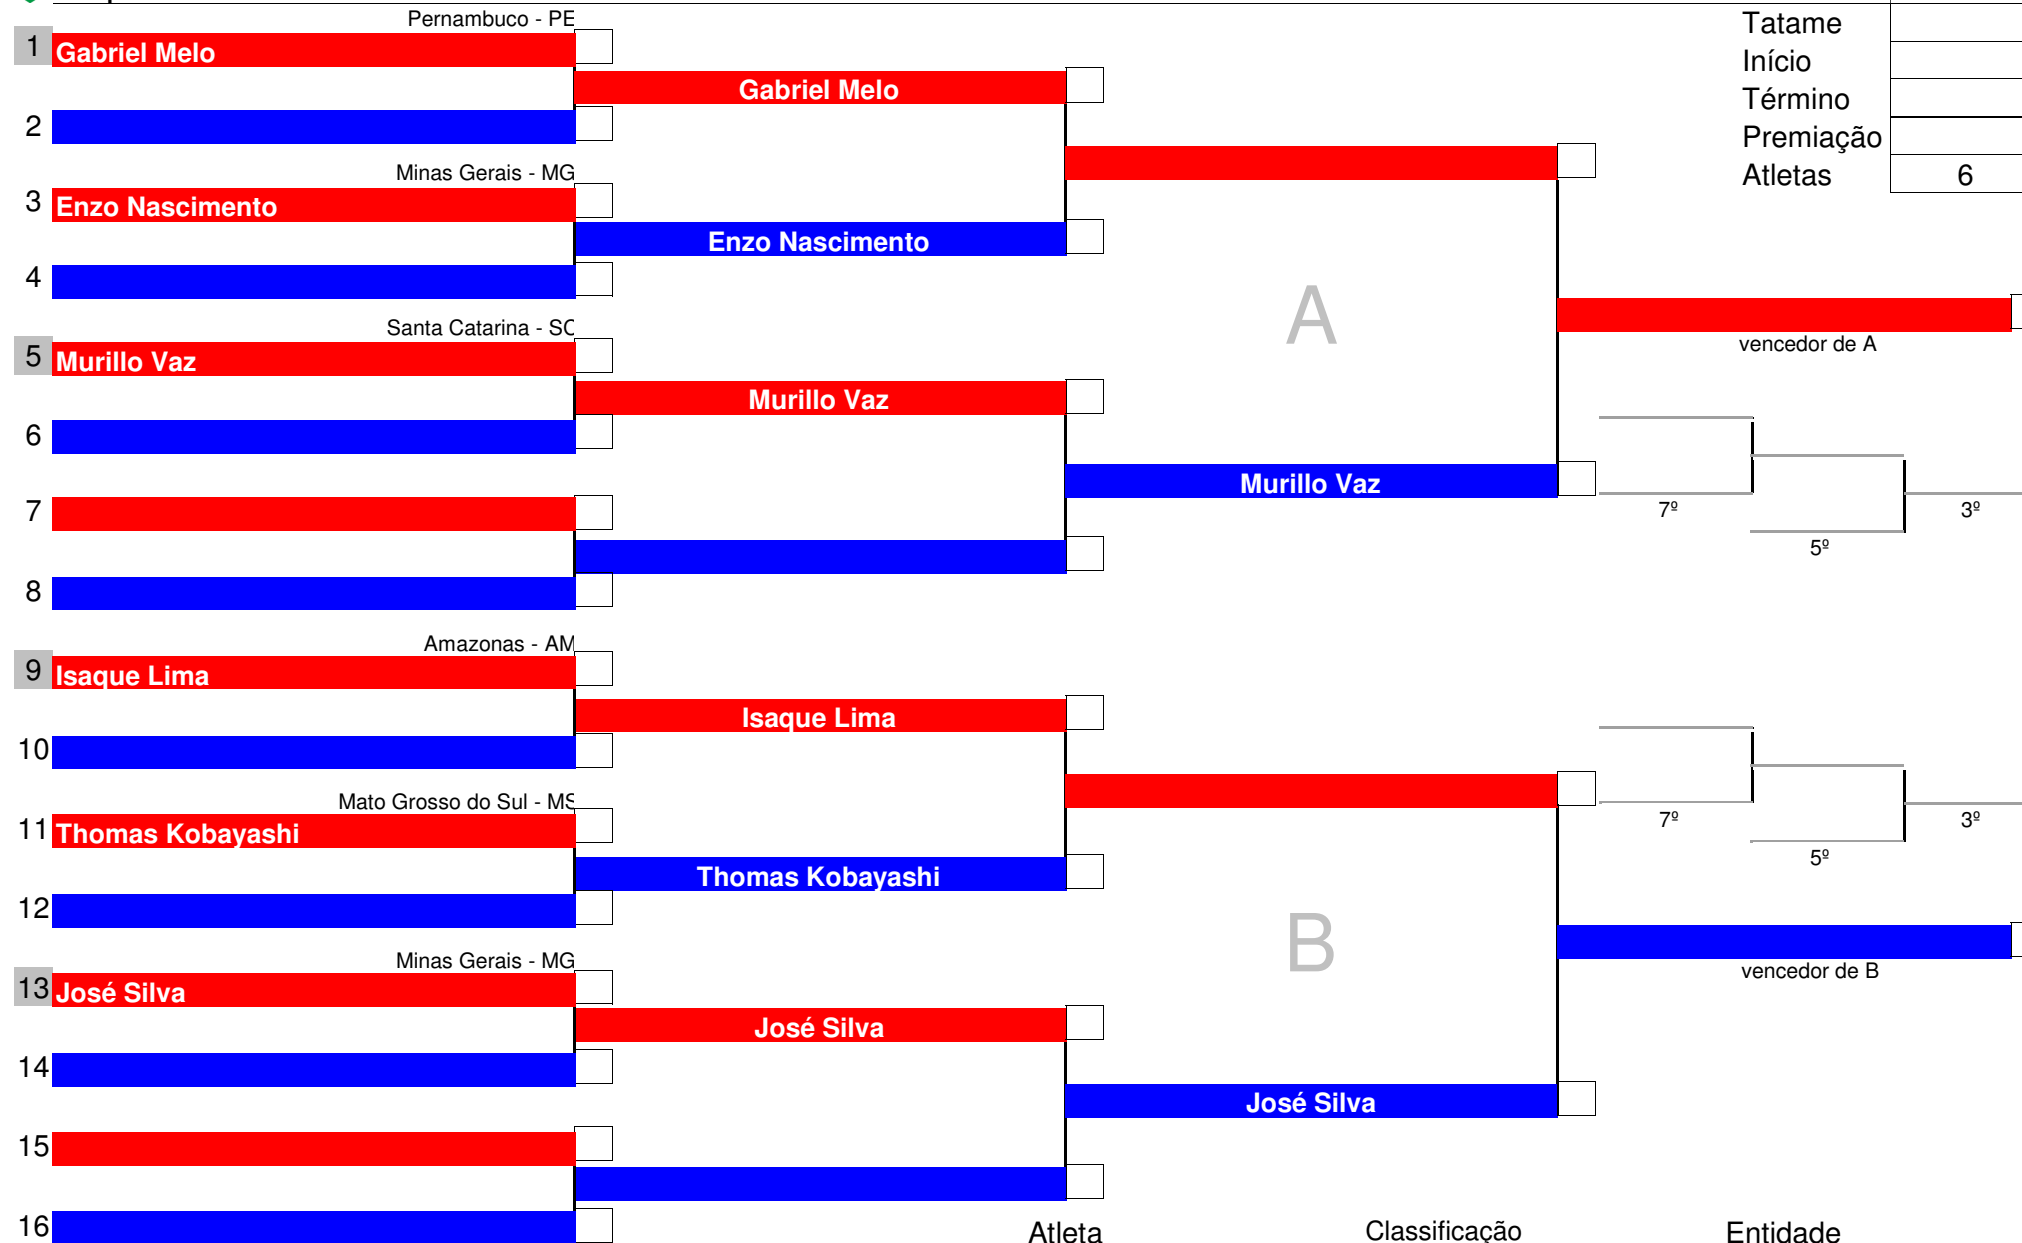 Pernambuco - PE
Tatame
1 Gabriel Melo
Início
Gabriel Melo
Término
2
Premiação
Minas Gerais - MG
Atletas 6
3 Enzo Nascimento
Enzo Nascimento
4
A
Santa Catarina - SC
vencedor de A
5 Murillo Vaz
Murillo Vaz
6
Murillo Vaz
7
7º 3º
5º
8
Amazonas - AM
9 Isaque Lima
Isaque Lima
10
Mato Grosso do Sul - MS
7º 3º
11 Thomas Kobayashi
5º
Thomas Kobayashi
12
B
Minas Gerais - MG
vencedor de B
13 José Silva
José Silva
14
José Silva
15
16
Atleta Classificação Entidade